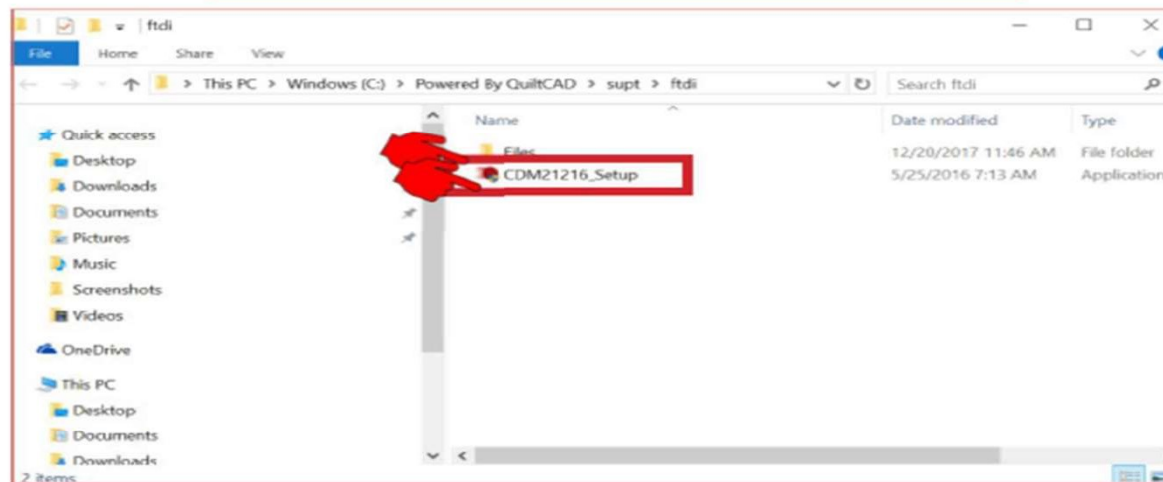 ftdi
File Home Share View
This PC > Windows (C:) > Powered By QuiltCAD > supt > ftdi Search ftdi
Name Date modified Type
Quick access
Files 12/20/2017 11:46 AM File folder
Desktop
CDM21216_Setup 5/25/2016 7:13 AM Application
Downloads
Documents
Pictures
Music
Screenshots
Videos
OneDrive
This PC
Desktop
Documents
Downloads
2 items